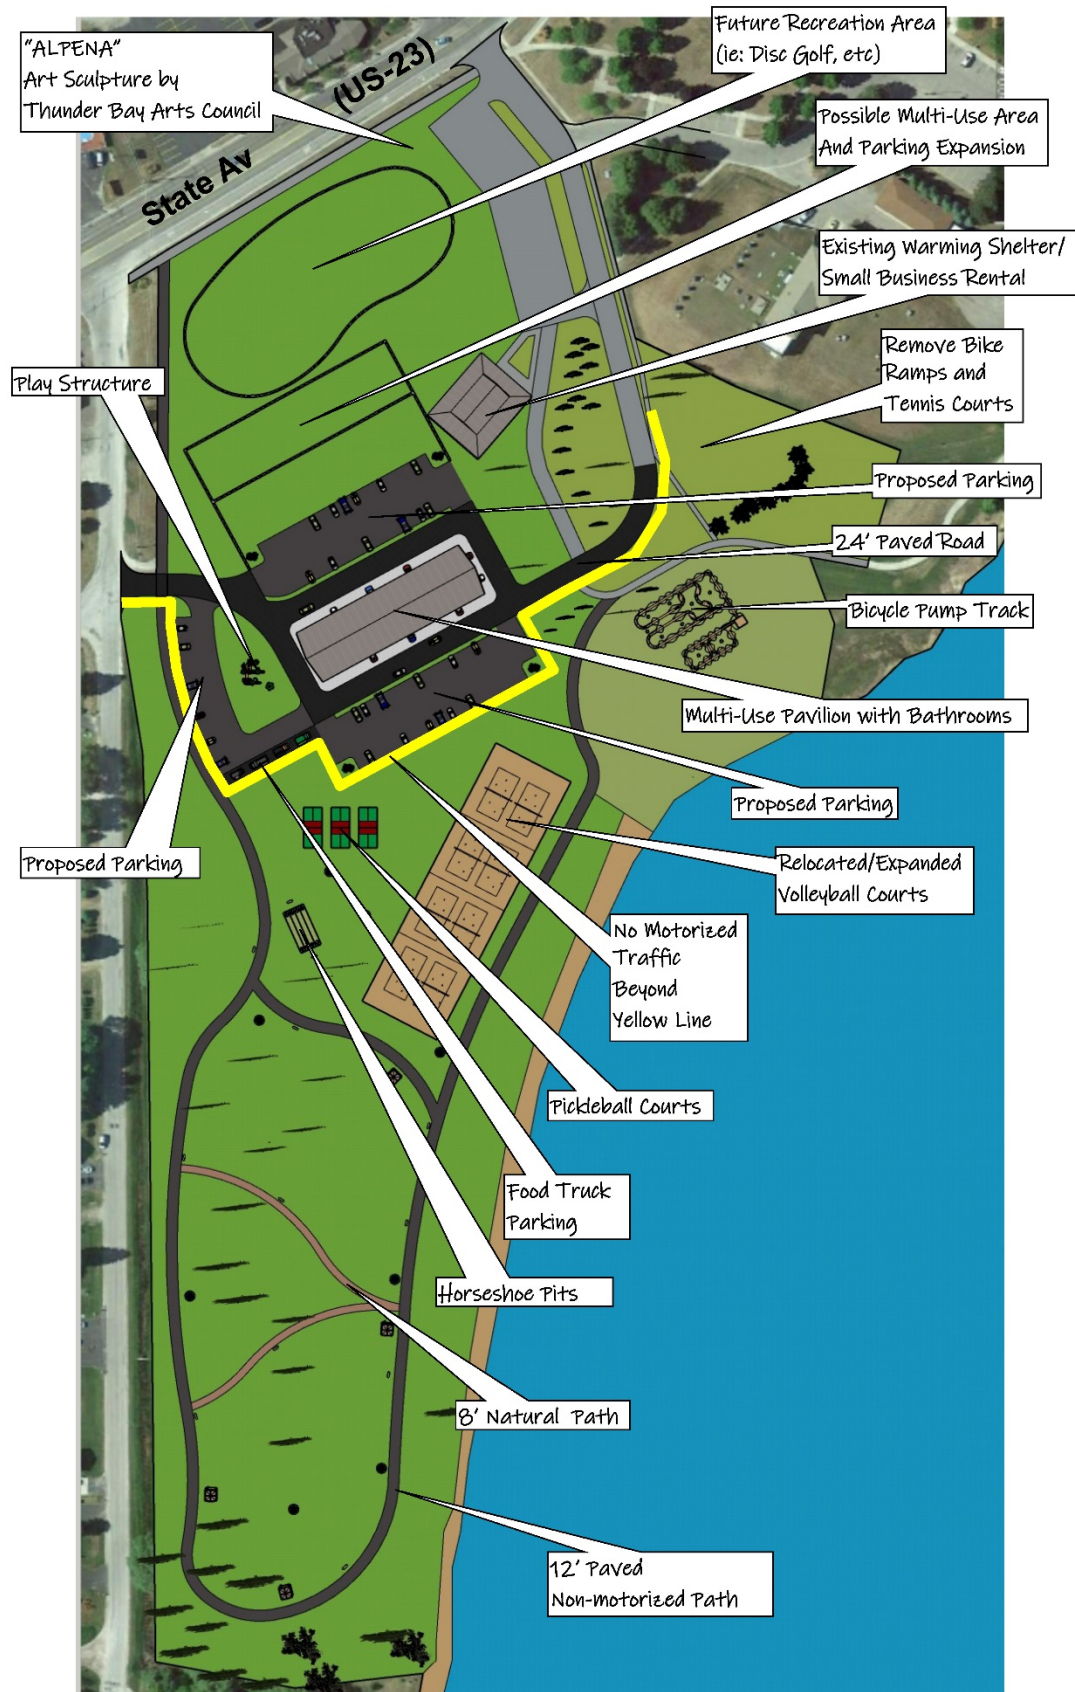 "ALPENA"
Art Sculpture by
Thunder Bay Arts Council
Future Recreation Area
(ie: Disc Golf, etc)
State Av
(US-23)
Possible Multi-Use Area
And Parking Expansion
Existing Warming Shelter/
Small Business Rental
Remove Bike
Ramps and
Tennis Courts
Play Structure
Proposed Parking
24' Paved Road
Bicycle Pump Track
Multi-Use Pavilion with Bathrooms
Proposed Parking
Proposed Parking
Relocated/Expanded
Volleyball Courts
No Motorized
Traffic
Beyond
Yellow Line
Pickleball Courts
Food Truck
Parking
Horseshoe Pits
8' Natural Path
12' Paved
Non-motorized Path